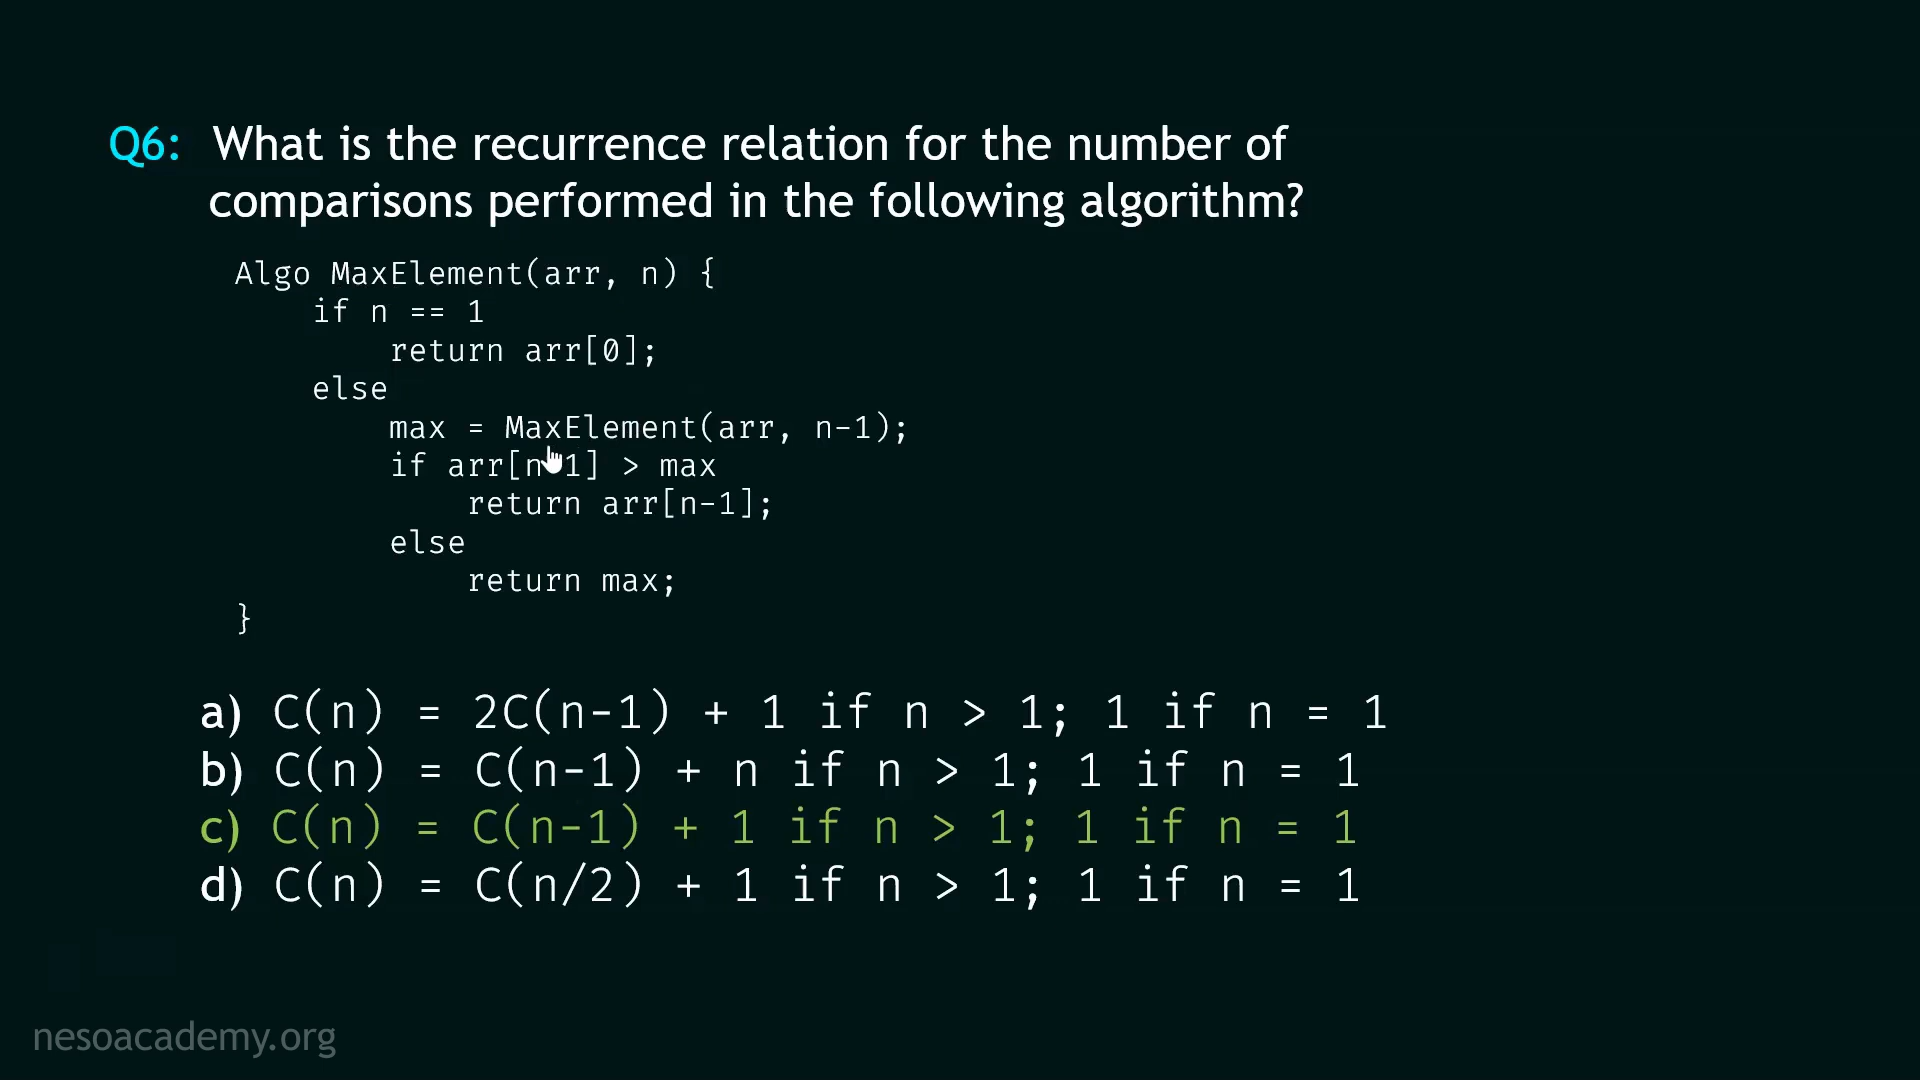 Q6: What is the recurrence relation for the number of
comparisons performed in the following algorithm?
Algo MaxElement(arr, n) {
if n == 1
return arr[0];
else
max = MaxElement(arr, n-1);
if arr[n-1] > max
return arr[n-1];
else
return max;
}
a) C(n) = 2C(n-1) + 1 if n > 1; 1 if n = 1
b) C(n) = C(n-1) + n if n > 1; 1 if n = 1
c) C(n) = C(n-1) + 1 if n > 1; 1 if n = 1
d) C(n) = C(n/2) + 1 if n > 1; 1 if n = 1
nesoacademy.org